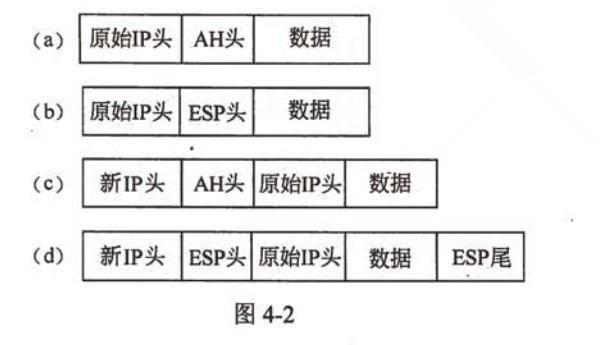 (a) 原始IP头 AH头 数据
(b) 原始IP头 ESP头 数据
(c) 新IP头 AH头 原始IP头 数据
(d) 新IP头 ESP头 原始IP头 数据 ESP尾
图 4-2